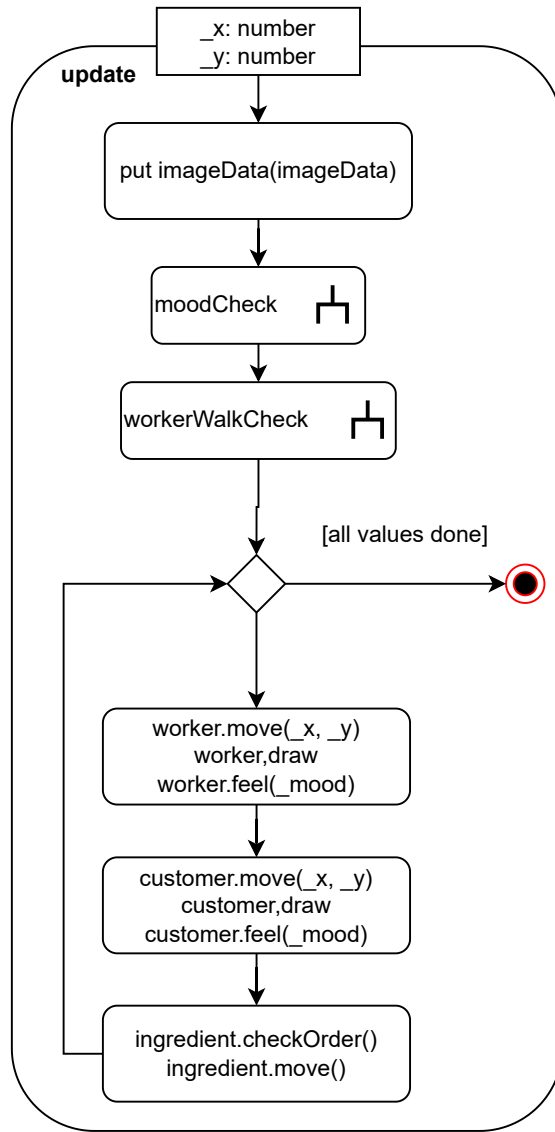 _x: number
_y: number
update
put imageData(imageData)
moodCheck
workerWalkCheck
[all values done]
worker.move(_x, _y)
worker,draw
worker.feel(_mood)
customer.move(_x, _y)
customer,draw
customer.feel(_mood)
ingredient.checkOrder()
ingredient.move()